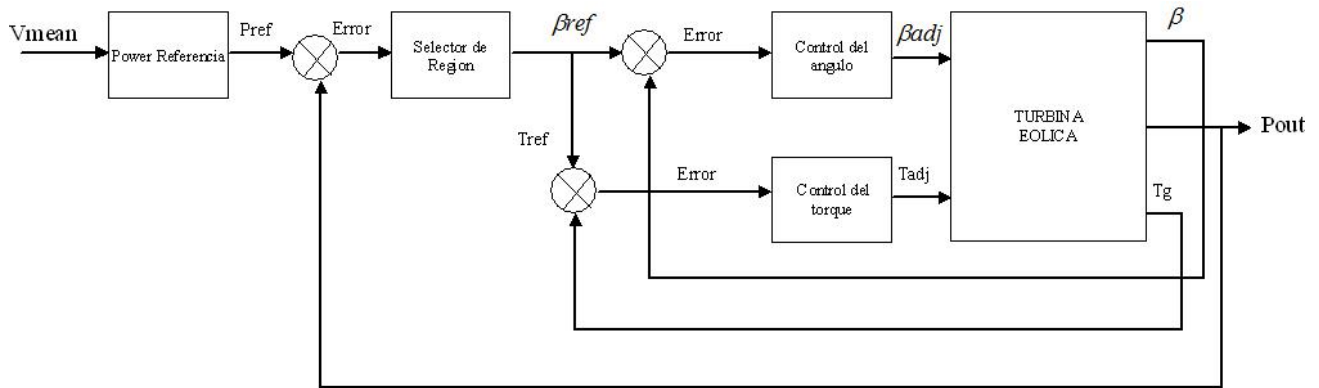 Vmean
Power Referencia
Pref
Error
Selector de
Region
βref
Error
Control del
angulo
βadj
TURBINA
EOLICA
β
Pout
Tref
Error
Control del
torque
Tadj
Tg